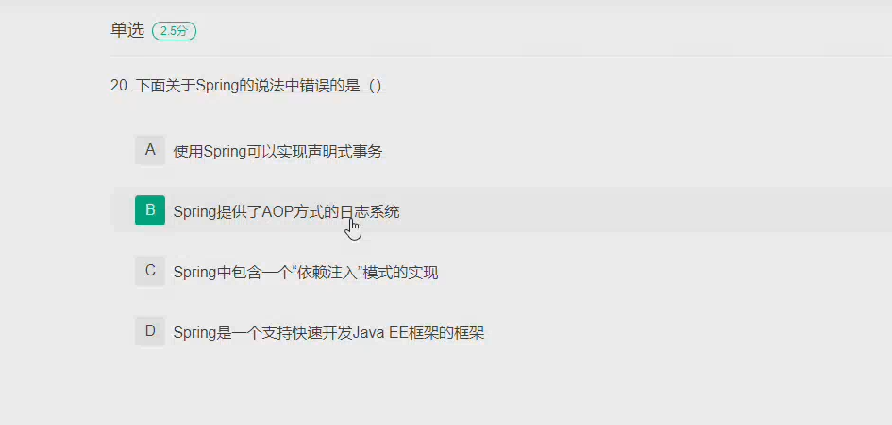 单选 2.5分
20. 下面关于Spring的说法中错误的是（）
A 使用Spring可以实现声明式事务
B Spring提供了AOP方式的日志系统
C Spring中包含一个“依赖注入”模式的实现
D Spring是一个支持快速开发Java EE框架的框架